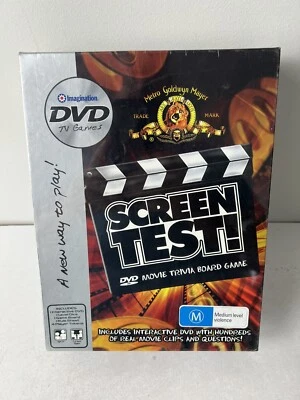 Imagination
DVD
TV Games
A new way to play!
Metro Goldwyn Mayer
TRADE MARK
SCREEN
TEST!
DVD MOVIE TRIVIA BOARD GAME
M
Medium level
violence
INCLUDES INTERACTIVE DVD WITH HUNDREDS
OF REAL MOVIE CLIPS AND QUESTIONS!